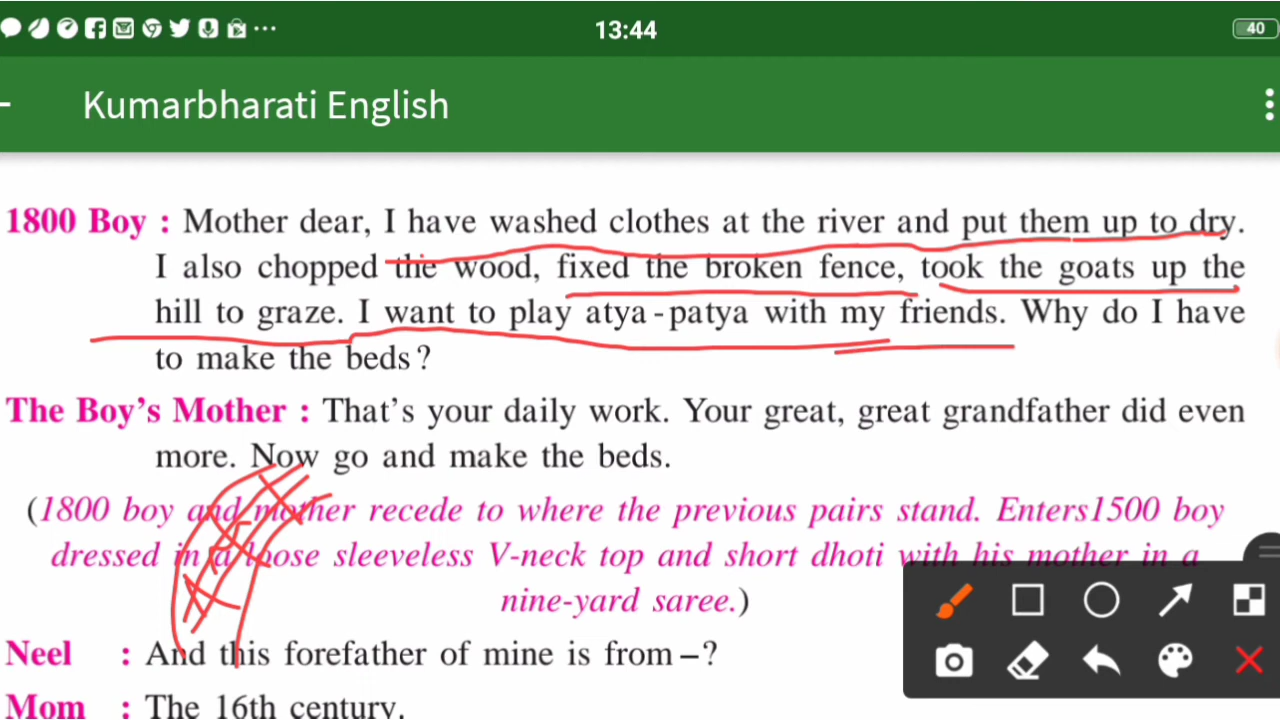 13:44
40
Kumarbharati English
1800 Boy : Mother dear, I have washed clothes at the river and put them up to dry.
I also chopped the wood, fixed the broken fence, took the goats up the
hill to graze. I want to play atya-patya with my friends. Why do I have
to make the beds?
The Boy's Mother : That's your daily work. Your great, great grandfather did even
more. Now go and make the beds.
(1800 boy and mother recede to where the previous pairs stand. Enters1500 boy
dressed in a loose sleeveless V-neck top and short dhoti with his mother in a
nine-yard saree.)
Neel : And this forefather of mine is from –?
Mom : The 16th century.